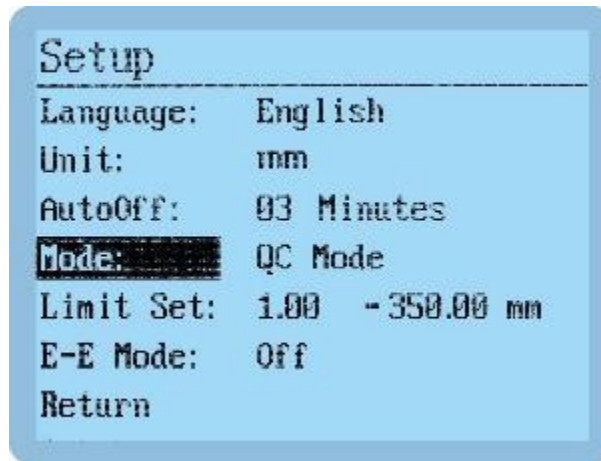 Setup
Language: English
Unit: mm
AutoOff: 03 Minutes
Mode: QC Mode
Limit Set: 1.00 -350.00 mm
E-E Mode: Off
Return